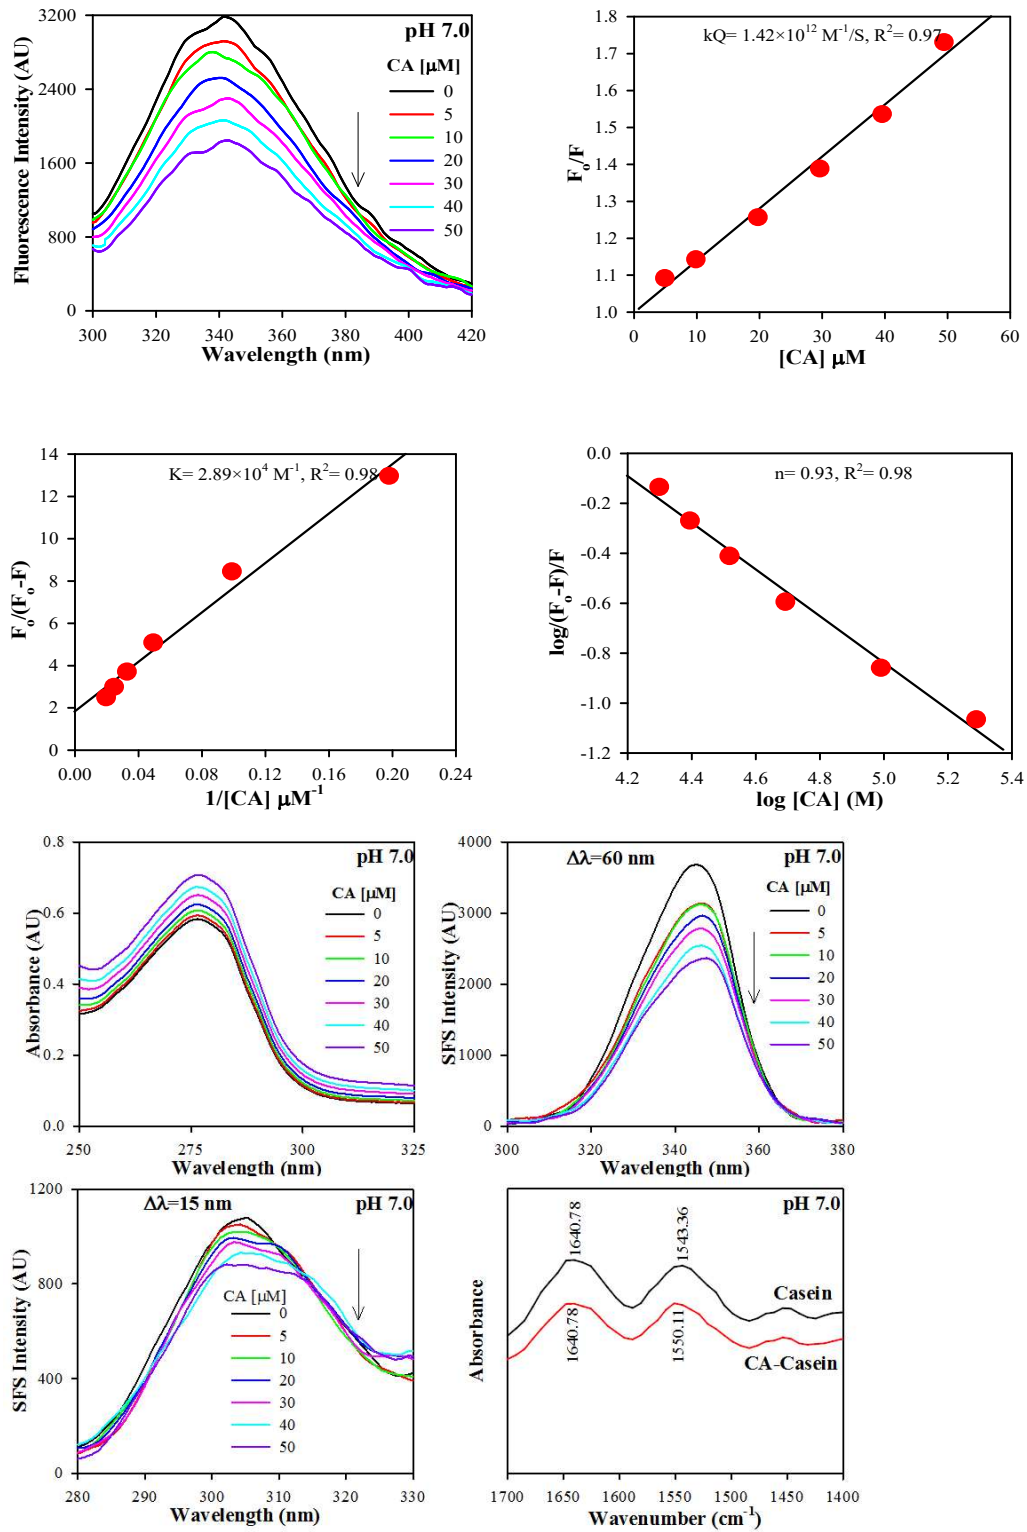 pH 7.0
CA [μM]
0
5
10
20
30
40
50
3200
2400
1600
800
0
300 320 340 360 380 400 420
Fluorescence Intensity (AU)
Wavelength (nm)
kQ= 1.42×10¹² M⁻¹/S, R²= 0.97
1.8
1.7
1.6
1.5
1.4
1.3
1.2
1.1
1.0
0 10 20 30 40 50 60
Fₒ/F
[CA] μM
K= 2.89×10⁴ M⁻¹, R²= 0.98
14
12
10
8
6
4
2
0
0.00 0.04 0.08 0.12 0.16 0.20 0.24
Fₒ/(Fₒ-F)
1/[CA] μM⁻¹
n= 0.93, R²= 0.98
0.0
-0.2
-0.4
-0.6
-0.8
-1.0
-1.2
4.2 4.4 4.6 4.8 5.0 5.2 5.4
log/(Fₒ-F)/F
log [CA] (M)
pH 7.0
CA [μM]
0
5
10
20
30
40
50
0.8
0.6
0.4
0.2
0.0
250 275 300 325
Absorbance (AU)
Wavelength (nm)
Δλ=60 nm
pH 7.0
CA [μM]
0
5
10
20
30
40
50
4000
3000
2000
1000
0
300 320 340 360 380
SFS Intensity (AU)
Wavelength (nm)
Δλ=15 nm
pH 7.0
CA [μM]
0
5
10
20
30
40
50
1200
800
400
0
280 290 300 310 320 330
SFS Intensity (AU)
Wavelength (nm)
pH 7.0
1640.78
1543.36
Casein
1640.78
1550.11
CA-Casein
1700 1650 1600 1550 1500 1450 1400
Absorbance
Wavenumber (cm⁻¹)